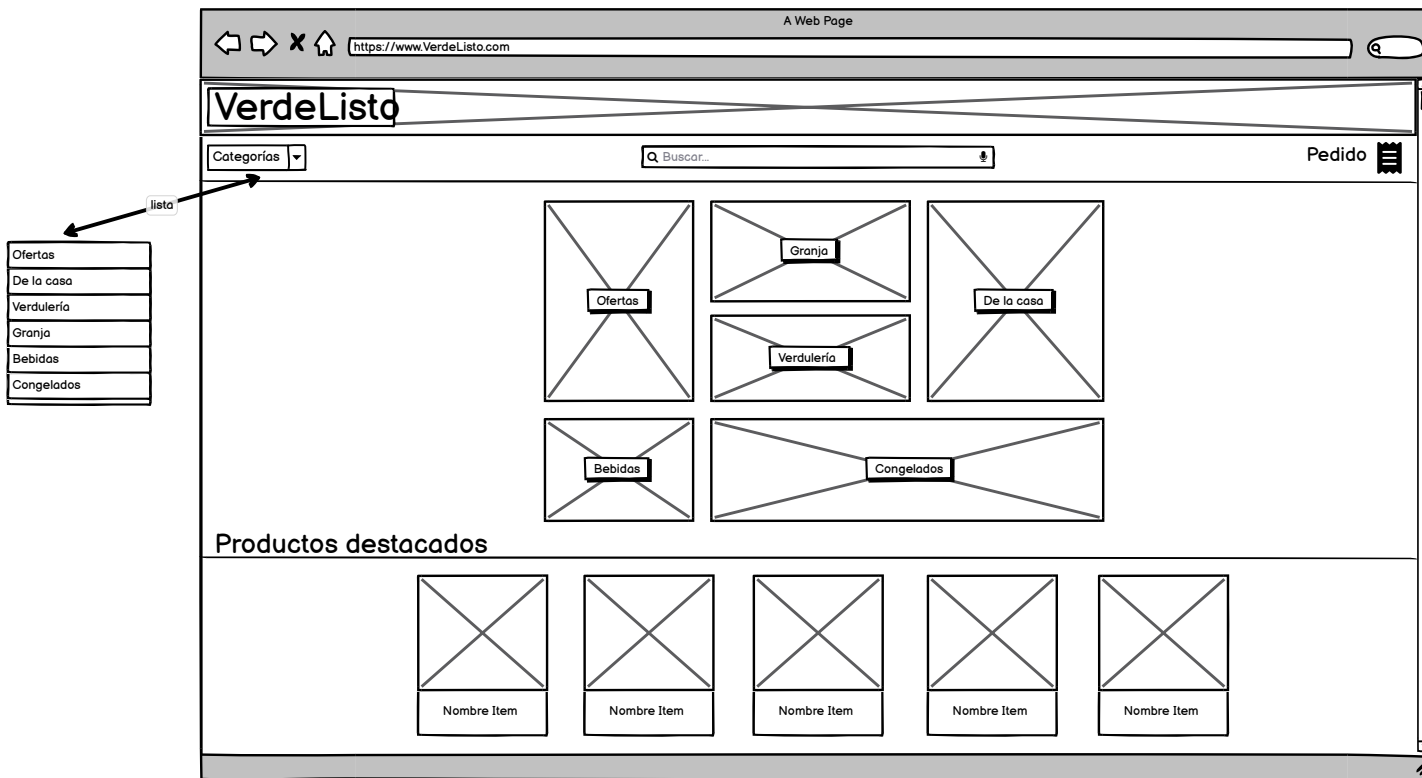 A Web Page
https://www.VerdeListo.com
VerdeListo
Categorías
Buscar...
Pedido
lista
Ofertas
De la casa
Verdulería
Granja
Bebidas
Congelados
Ofertas
Granja
De la casa
Verdulería
Bebidas
Congelados
Productos destacados
Nombre Item
Nombre Item
Nombre Item
Nombre Item
Nombre Item